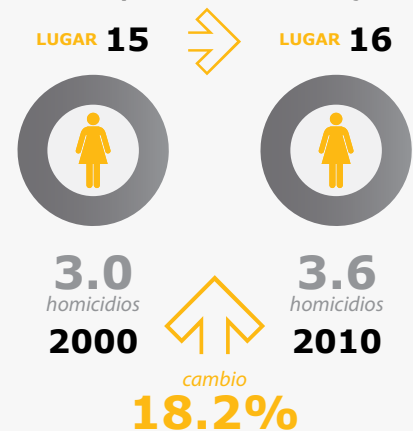 LUGAR 15
LUGAR 16
3.0
homicidios
2000
3.6
homicidios
2010
cambio
18.2%